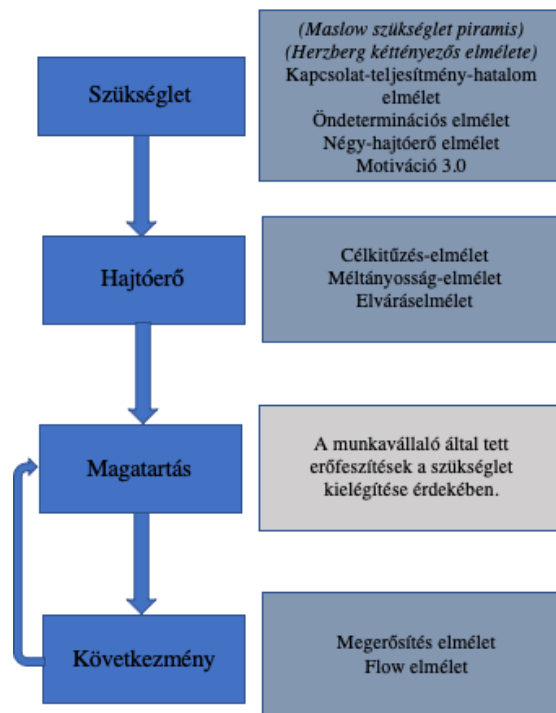 Szükséglet
(Maslow szükséglet piramis)
(Herzberg kéttényezős elmélete)
Kapcsolat-teljesítmény-hatalom
elmélet
Öndeterminációs elmélet
Négy-hajtóerő elmélet
Motiváció 3.0
Hajtóerő
Célkitűzés-elmélet
Méltányosság-elmélet
Elváráselmélet
Magatartás
A munkavállaló által tett
erőfeszítések a szükséglet
kielégítése érdekében.
Következmény
Megerősítés elmélet
Flow elmélet